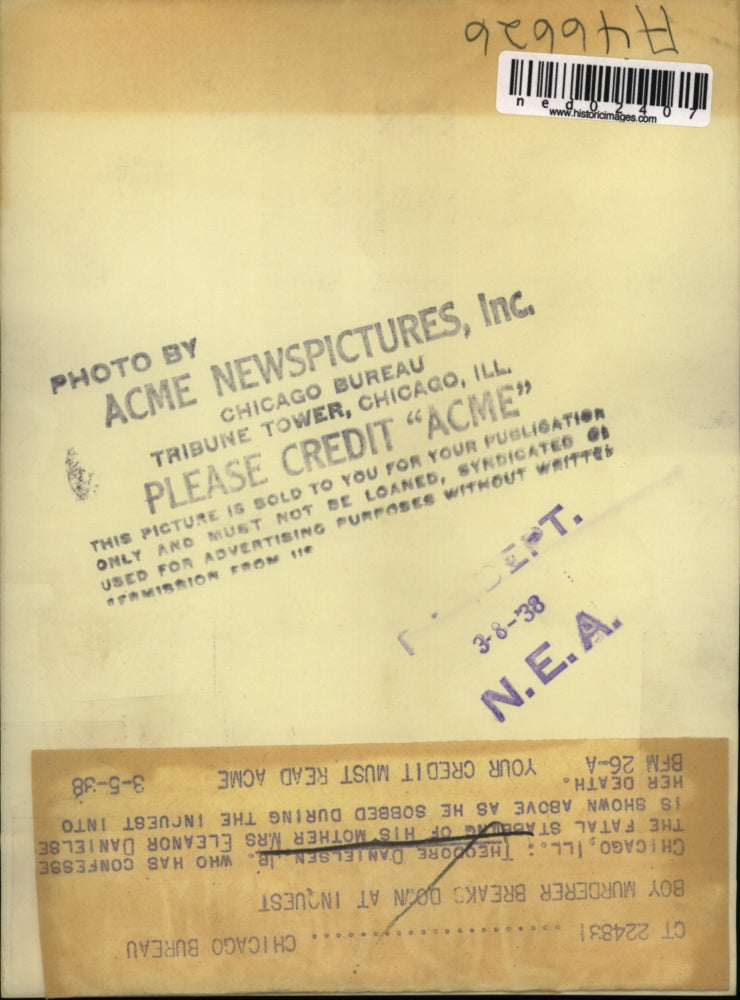 A46626
ned02407
www.historicimages.com
PHOTO BY
ACME NEWSPICTURES, Inc.
CHICAGO BUREAU
TRIBUNE TOWER, CHICAGO, ILL.
PLEASE CREDIT “ACME”
THIS PICTURE IS SOLD TO YOU FOR YOUR PUBLICATION
ONLY AND MUST NOT BE LOANED, SYNDICATED OR
USED FOR ADVERTISING PURPOSES WITHOUT WRITTEN
PERMISSION FROM US
DEPT.
3-8-'38
N.E.A.
CT 224831 .................... CHICAGO BUREAU
BOY MURDERER BREAKS DOWN AT INQUEST
CHICAGO, ILL.: THEODORE DANIELSEN JR. WHO HAS CONFESSE
THE FATAL STABBING OF HIS MOTHER MRS ELEANOR DANIELSE
IS SHOWN ABOVE AS HE SOBBED DURING THE INQUEST INTO
HER DEATH.
BFM 26-A YOUR CREDIT MUST READ ACME 3-5-38